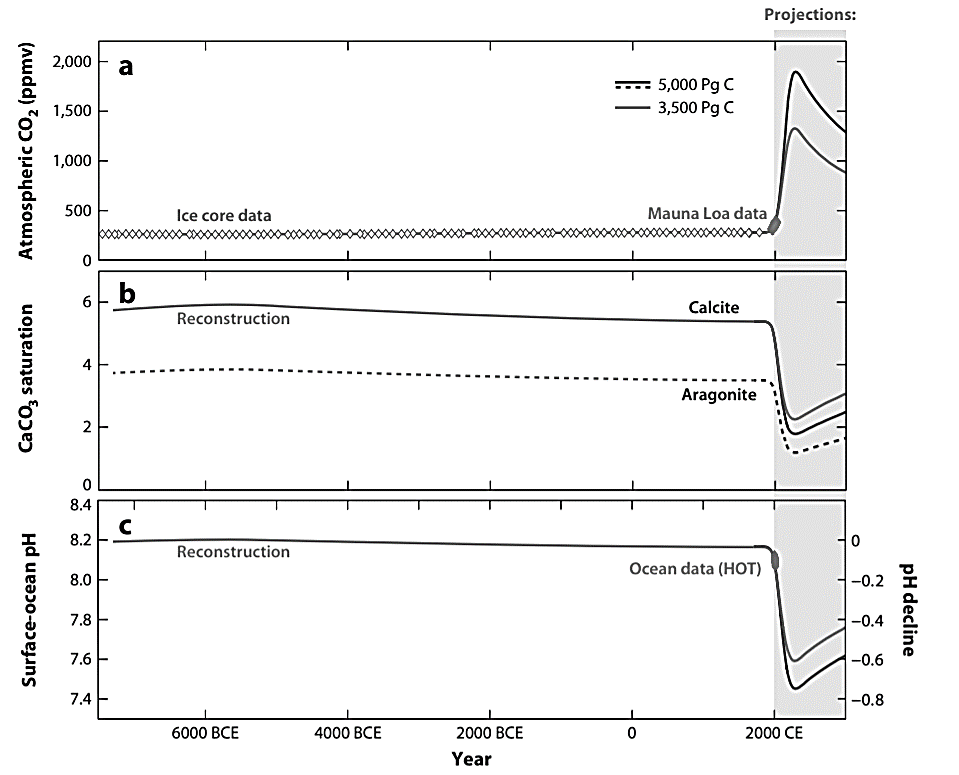 Projections:
a
Atmospheric CO2 (ppmv)
2,000
1,500
1,000
500
0
5,000 Pg C
3,500 Pg C
Ice core data
Mauna Loa data
b
CaCO3 saturation
6
4
2
0
Calcite
Reconstruction
Aragonite
c
Surface-ocean pH
8.4
8.2
8.0
7.8
7.6
7.4
Reconstruction
Ocean data (HOT)
0
−0.2
−0.4
−0.6
−0.8
pH decline
6000 BCE
4000 BCE
2000 BCE
0
2000 CE
Year